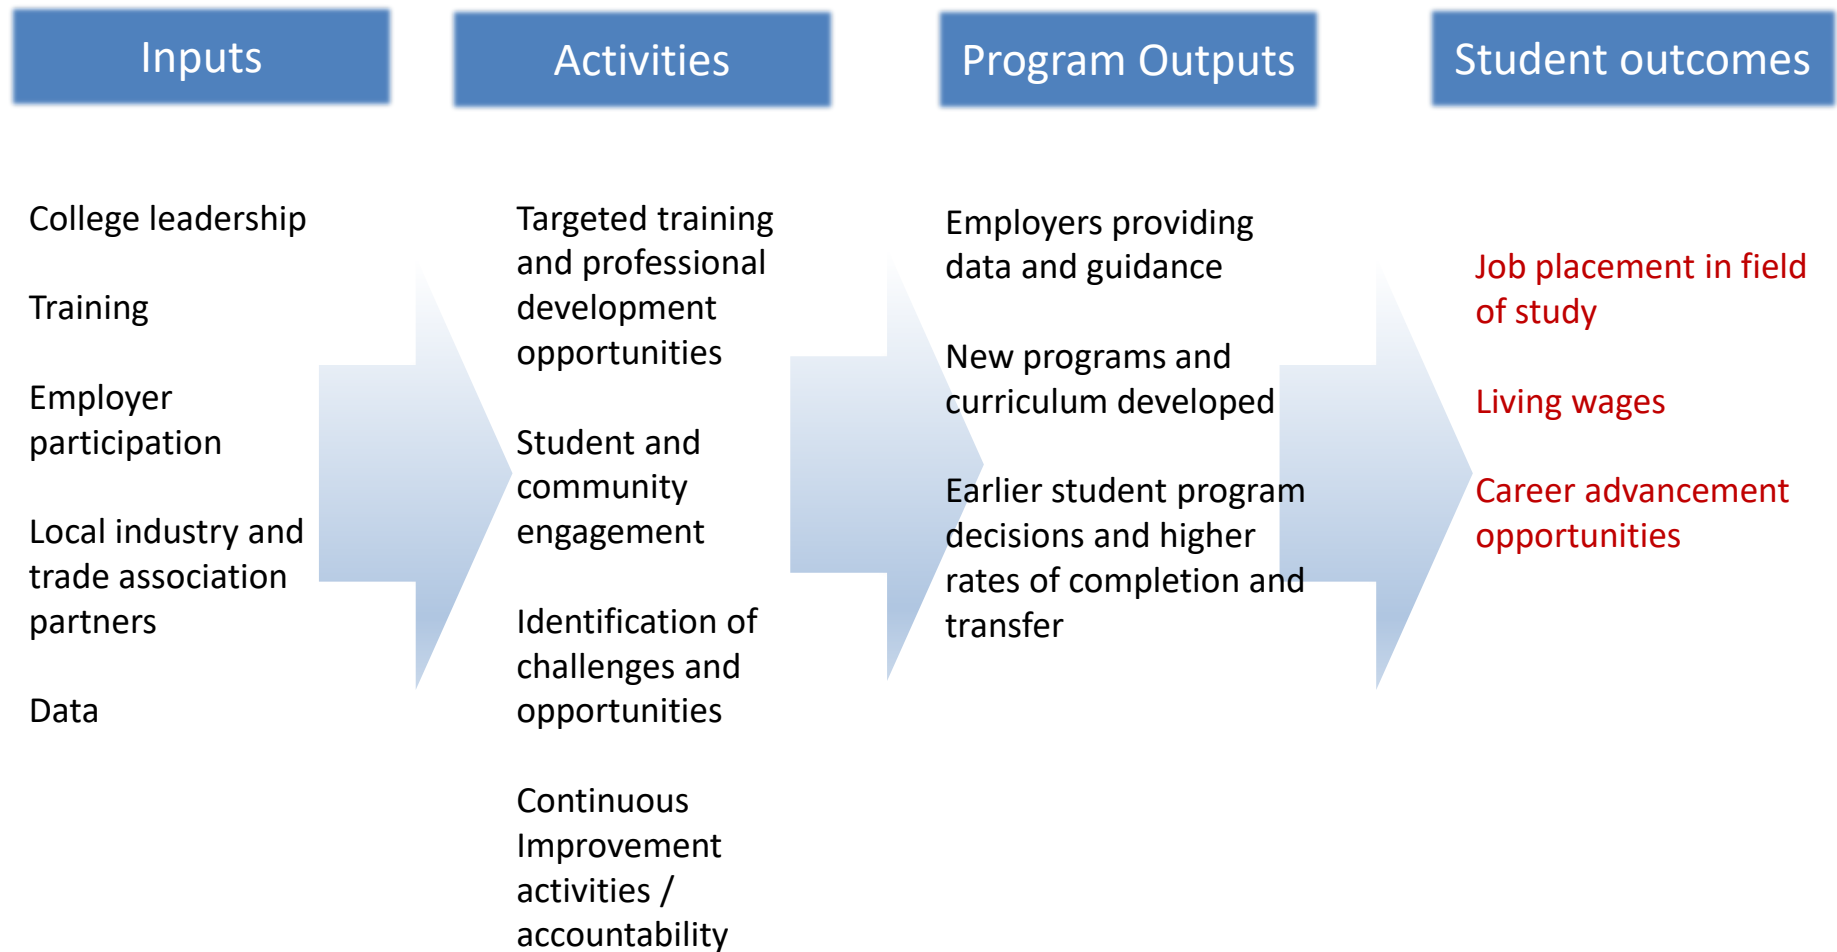 Inputs
Activities
Program Outputs
Student outcomes
College leadership
Training
Employer
participation
Local industry and
trade association
partners
Data
Targeted training
and professional
development
opportunities
Student and
community
engagement
Identification of
challenges and
opportunities
Continuous
Improvement
activities /
accountability
Employers providing
data and guidance
New programs and
curriculum developed
Earlier student program
decisions and higher
rates of completion and
transfer
Job placement in field
of study
Living wages
Career advancement
opportunities